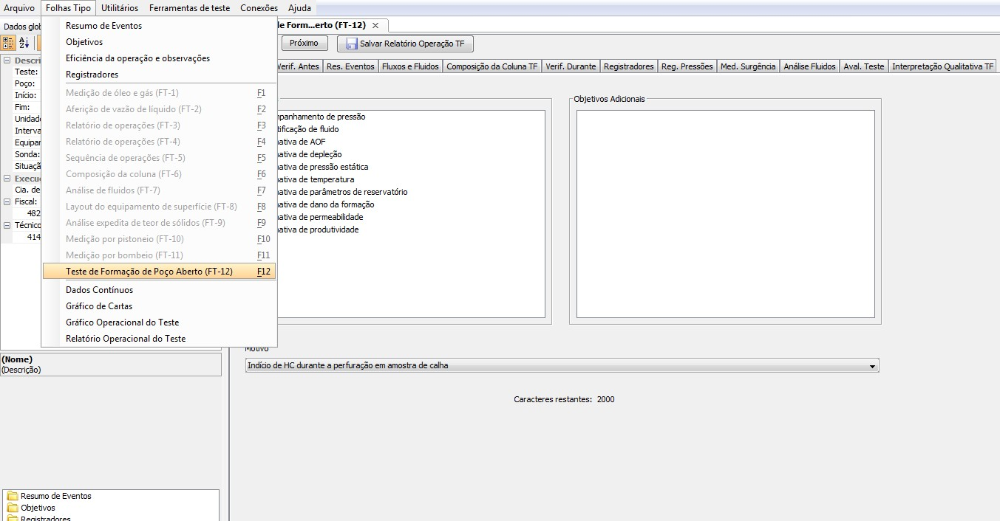 Arquivo Folhas Tipo Utilitários Ferramentas de teste Conexões Ajuda
Dados glob
de Form...erto (FT-12)
Próximo Salvar Relatório Operação TF
Verif. Antes Res. Eventos Fluxos e Fluidos Composição da Coluna TF Verif. Durante Registradores Reg. Pressões Med. Surgência Análise Fluidos Aval. Teste Interpretação Qualitativa TF
Descri
Teste:
Poço:
Início:
Fim:
Unidade
Interva
Equipar
Sonda:
Situaçã
Execu
Cia. de
Fiscal:
482
Técnico
414
Resumo de Eventos
Objetivos
Eficiência da operação e observações
Registradores
Medição de óleo e gás (FT-1) F1
Aferição de vazão de líquido (FT-2) F2
Relatório de operações (FT-3) F3
Relatório de operações (FT-4) F4
Sequência de operações (FT-5) F5
Composição da coluna (FT-6) F6
Análise de fluidos (FT-7) F7
Layout do equipamento de superfície (FT-8) F8
Análise expedita de teor de sólidos (FT-9) F9
Medição por pistoneio (FT-10) F10
Medição por bombeio (FT-11) F11
Teste de Formação de Poço Aberto (FT-12) F12
Dados Contínuos
Gráfico de Cartas
Gráfico Operacional do Teste
Relatório Operacional do Teste
mpanhamento de pressão
tificação de fluido
nativa de AOF
nativa de depleção
nativa de pressão estática
nativa de temperatura
nativa de parâmetros de reservatório
nativa de dano da formação
nativa de permeabilidade
nativa de produtividade
Objetivos Adicionais
Motivo
Indício de HC durante a perfuração em amostra de calha
Caracteres restantes: 2000
(Nome)
(Descrição)
Resumo de Eventos
Objetivos
Registradores